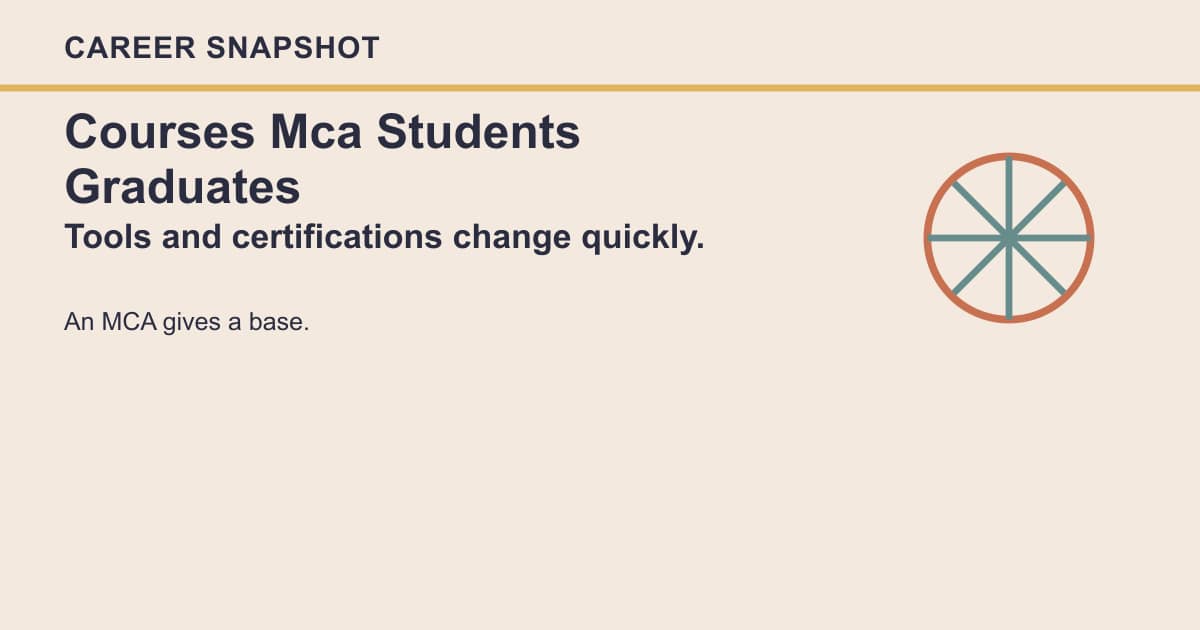 CAREER SNAPSHOT
Courses Mca Students
Graduates
Tools and certifications change quickly.
An MCA gives a base.